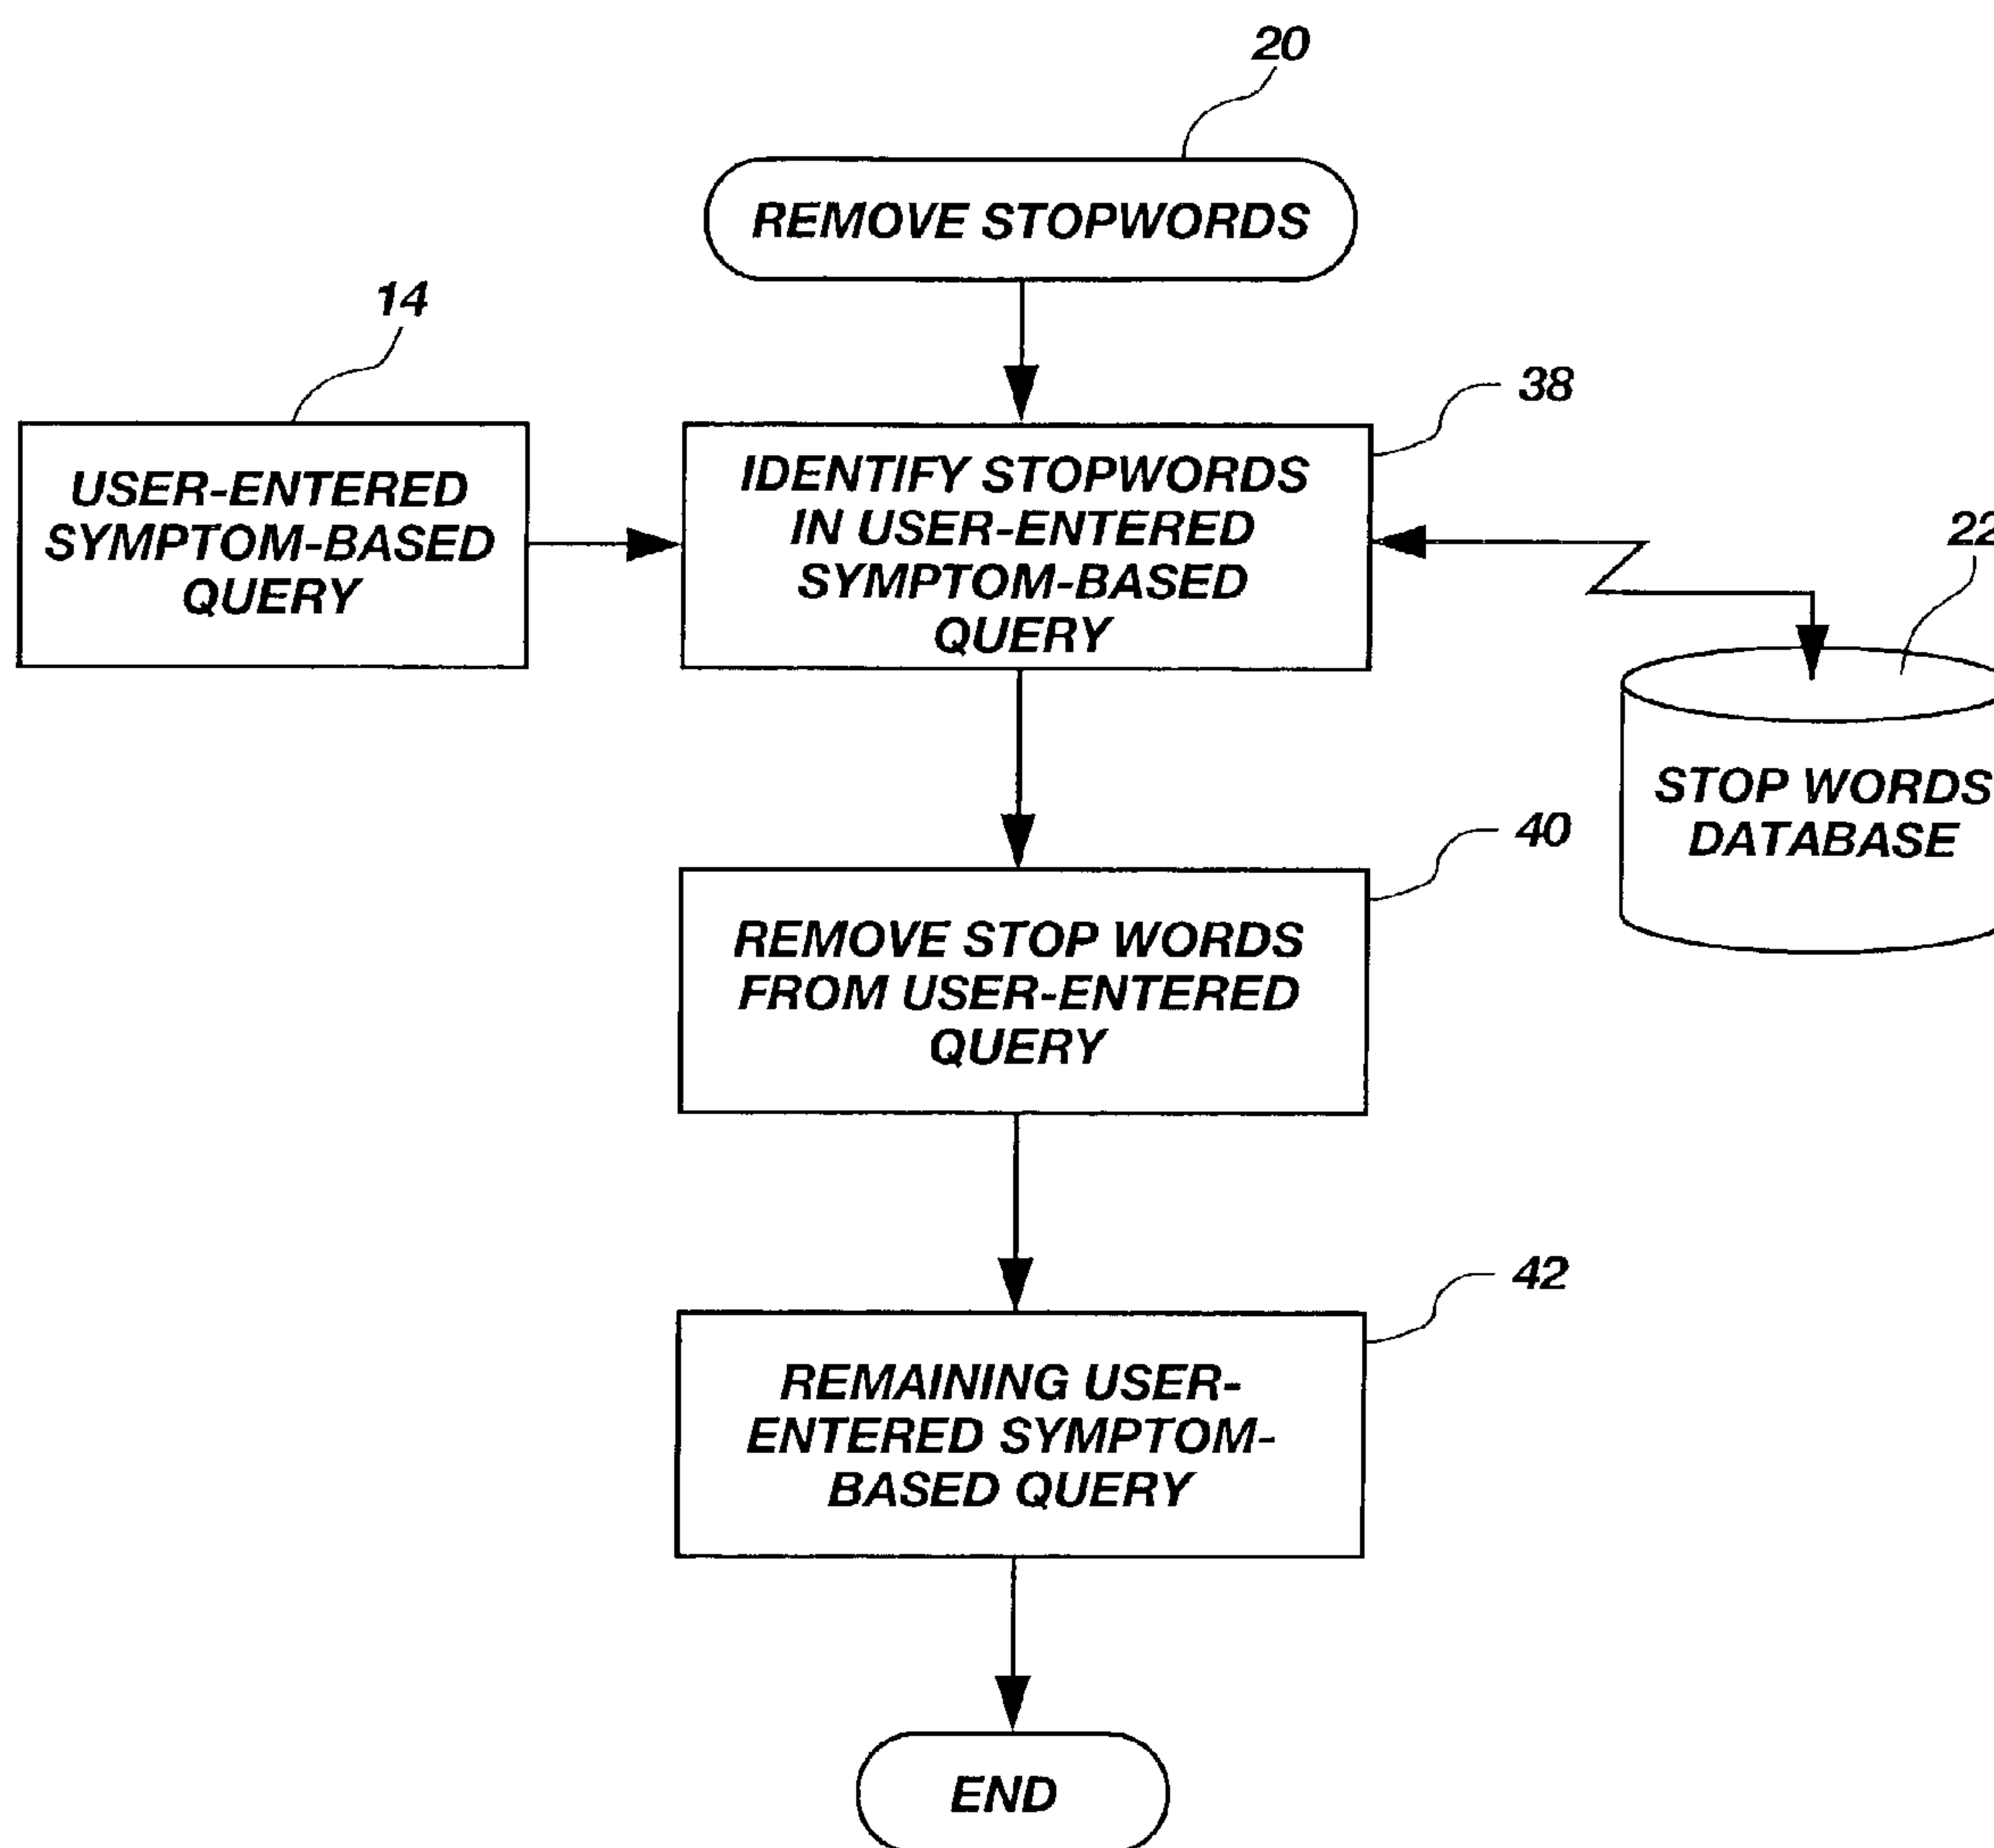 20
REMOVE STOPWORDS
14
USER-ENTERED
SYMPTOM-BASED
QUERY
38
IDENTIFY STOPWORDS
IN USER-ENTERED
SYMPTOM-BASED
QUERY
22
STOP WORDS
DATABASE
40
REMOVE STOP WORDS
FROM USER-ENTERED
QUERY
42
REMAINING USER-
ENTERED SYMPTOM-
BASED QUERY
END